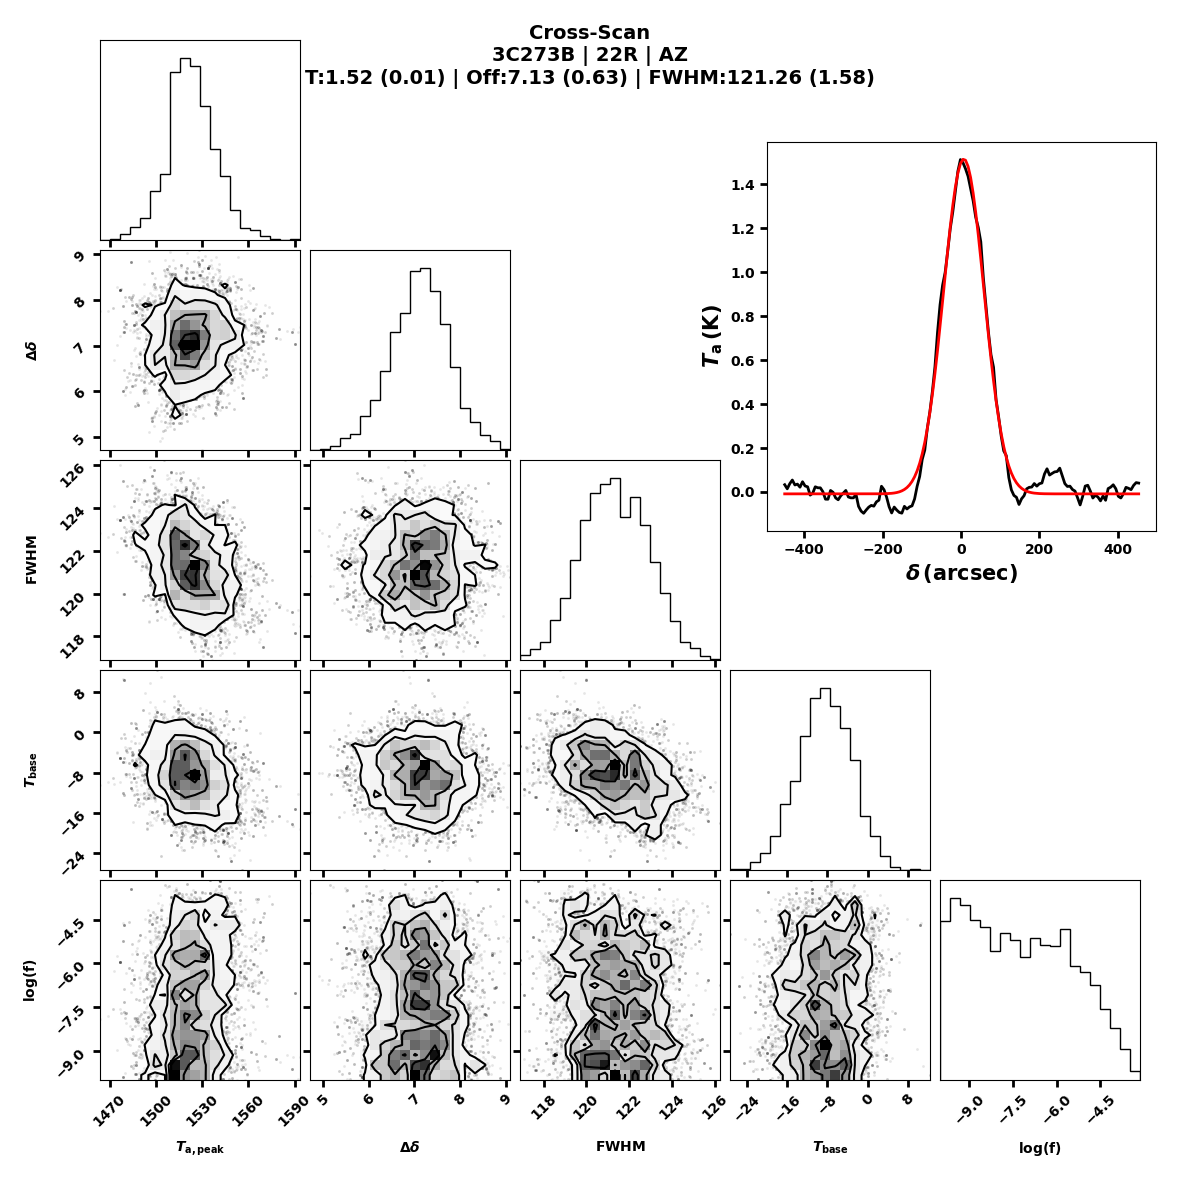 Cross-Scan
3C273B | 22R | AZ
T:1.52 (0.01) | Off:7.13 (0.63) | FWHM:121.26 (1.58)
1.4
1.2
1.0
0.8
0.6
0.4
0.2
0.0
Ta (K)
−400 −200 0 200 400
δ (arcsec)
9
8
7
6
5
Δδ
126
124
122
120
118
FWHM
8
0
−8
−16
−24
Tbase
−4.5
−6.0
−7.5
−9.0
log(f)
1470 1500 1530 1560 1590 5 6 7 8 9 118 120 122 124 126 −24 −16 −8 0 8 −9.0 −7.5 −6.0 −4.5
Ta,peak Δδ FWHM Tbase log(f)